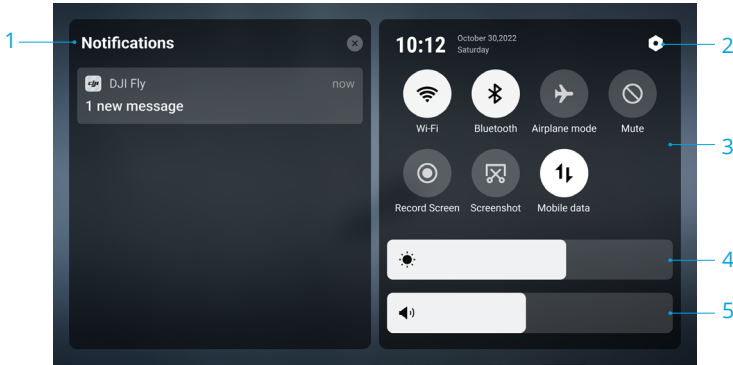 1
Notifications
DJI Fly
now
1 new message
10:12
October 30,2022
Saturday
2
Wi-Fi
Bluetooth
Airplane mode
Mute
3
Record Screen
Screenshot
Mobile data
4
5